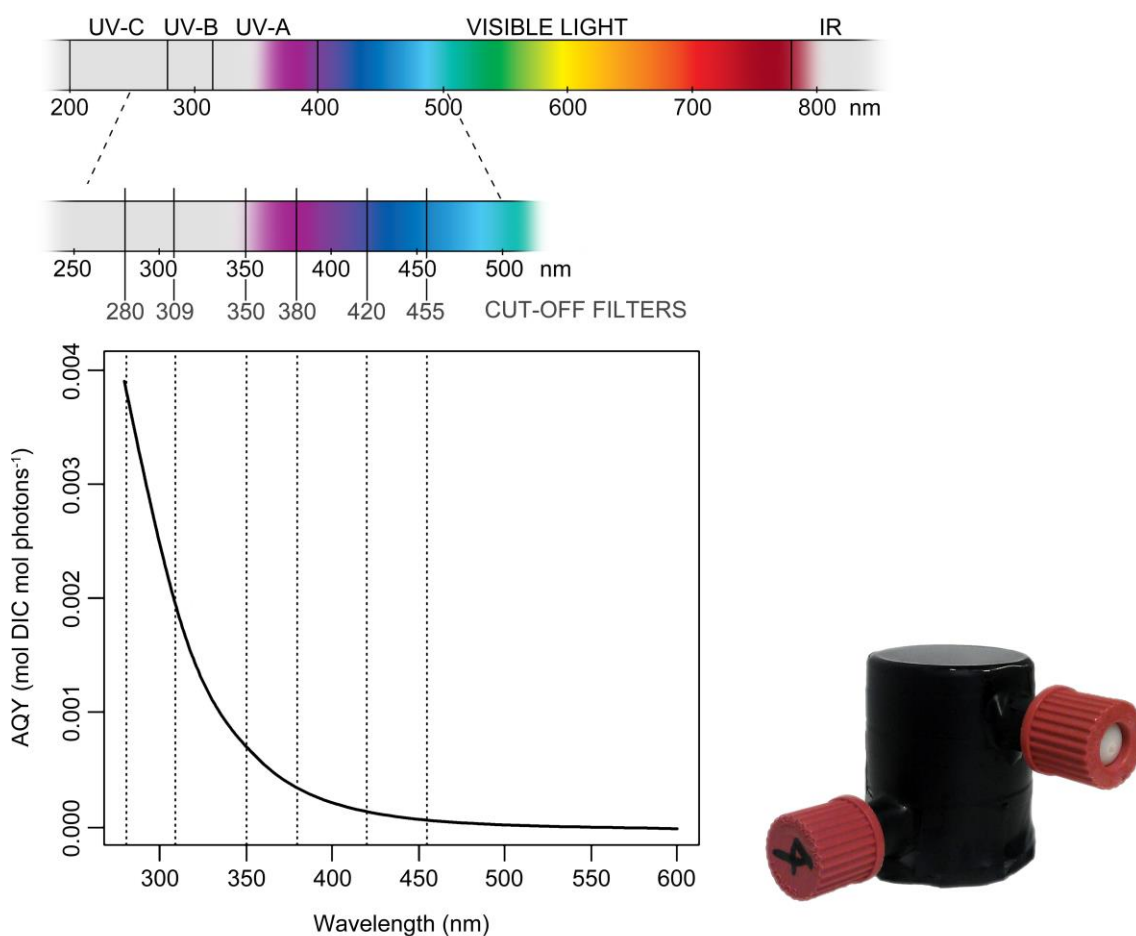 UV-C UV-B UV-A VISIBLE LIGHT IR
200 300 400 500 600 700 800 nm
250 300 350 400 450 500 nm
280 309 350 380 420 455 CUT-OFF FILTERS
0.004
0.003
0.002
0.001
0.000
AQY (mol DIC mol photons⁻¹)
300 350 400 450 500 550 600
Wavelength (nm)
4